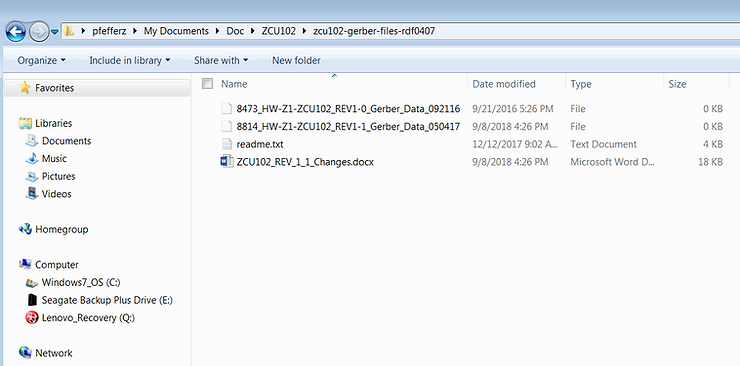 pfefferz My Documents Doc ZCU102 zcu102-gerber-files-rdf0407
Organize Include in library Share with New folder
Favorites
Libraries
Documents
Music
Pictures
Videos
Homegroup
Computer
Windows7_OS (C:)
Seagate Backup Plus Drive (E:)
Lenovo_Recovery (Q:)
Network
Name Date modified Type Size
8473_HW-Z1-ZCU102_REV1-0_Gerber_Data_092116 9/21/2016 5:26 PM File 0 KB
8814_HW-Z1-ZCU102_REV1-1_Gerber_Data_050417 9/8/2018 4:26 PM File 0 KB
readme.txt 12/12/2017 9:02 A... Text Document 4 KB
ZCU102_REV_1_1_Changes.docx 9/8/2018 4:26 PM Microsoft Word D... 18 KB